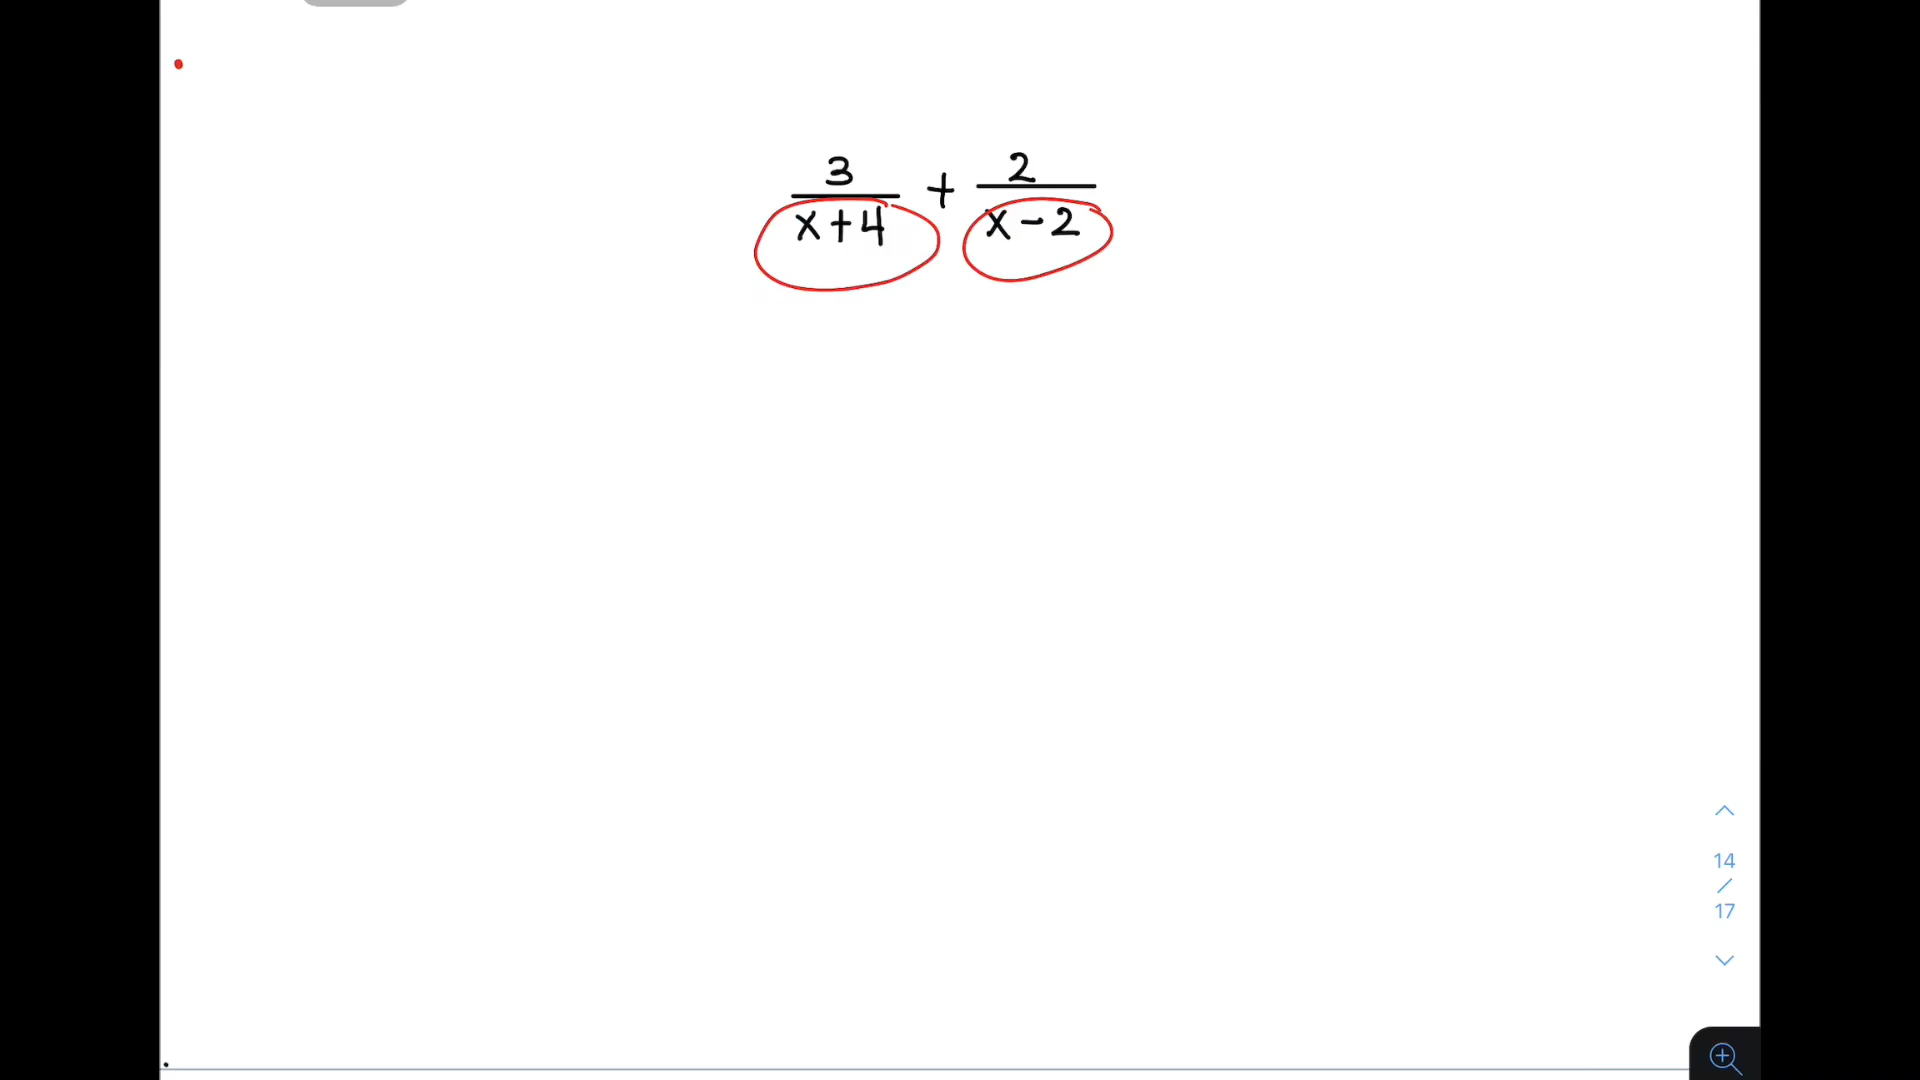 3/(x+4) + 2/(x-2)
14
/
17